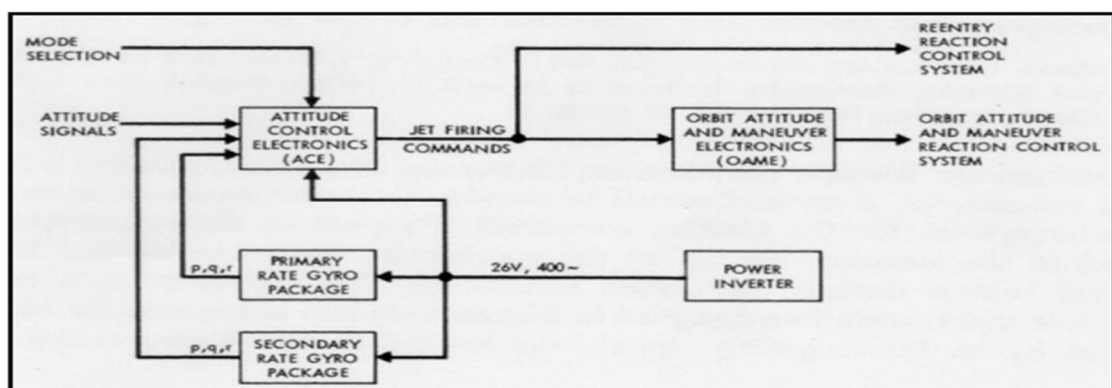 MODE
SELECTION
REENTRY
REACTION
CONTROL
SYSTEM
ATTITUDE
SIGNALS
ATTITUDE
CONTROL
ELECTRONICS
(ACE)
JET FIRING
COMMANDS
ORBIT ATTITUDE
AND MANEUVER
ELECTRONICS
(OAME)
ORBIT ATTITUDE
AND MANEUVER
REACTION CONTROL
SYSTEM
p,q,r
PRIMARY
RATE GYRO
PACKAGE
26V, 400~
POWER
INVERTER
p,q,r
SECONDARY
RATE GYRO
PACKAGE